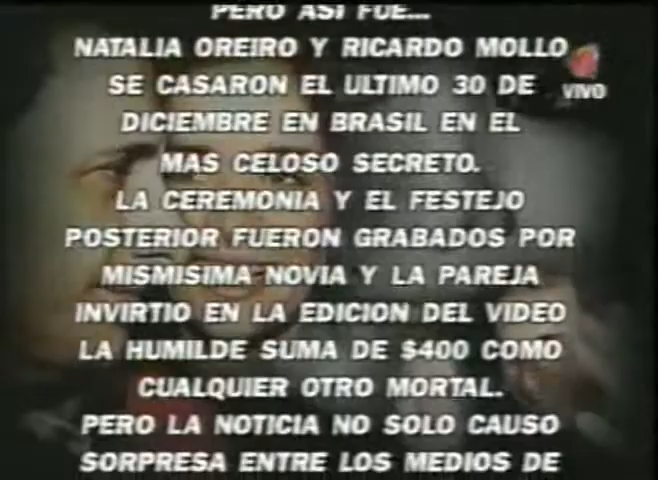 PERO ASI FUE...
NATALIA OREIRO Y RICARDO MOLLO
SE CASARON EL ULTIMO 30 DE
VIVO
DICIEMBRE EN BRASIL EN EL
MAS CELOSO SECRETO.
LA CEREMONIA Y EL FESTEJO
POSTERIOR FUERON GRABADOS POR
MISMISIMA NOVIA Y LA PAREJA
INVIRTIO EN LA EDICION DEL VIDEO
LA HUMILDE SUMA DE $400 COMO
CUALQUIER OTRO MORTAL.
PERO LA NOTICIA NO SOLO CAUSO
SORPRESA ENTRE LOS MEDIOS DE